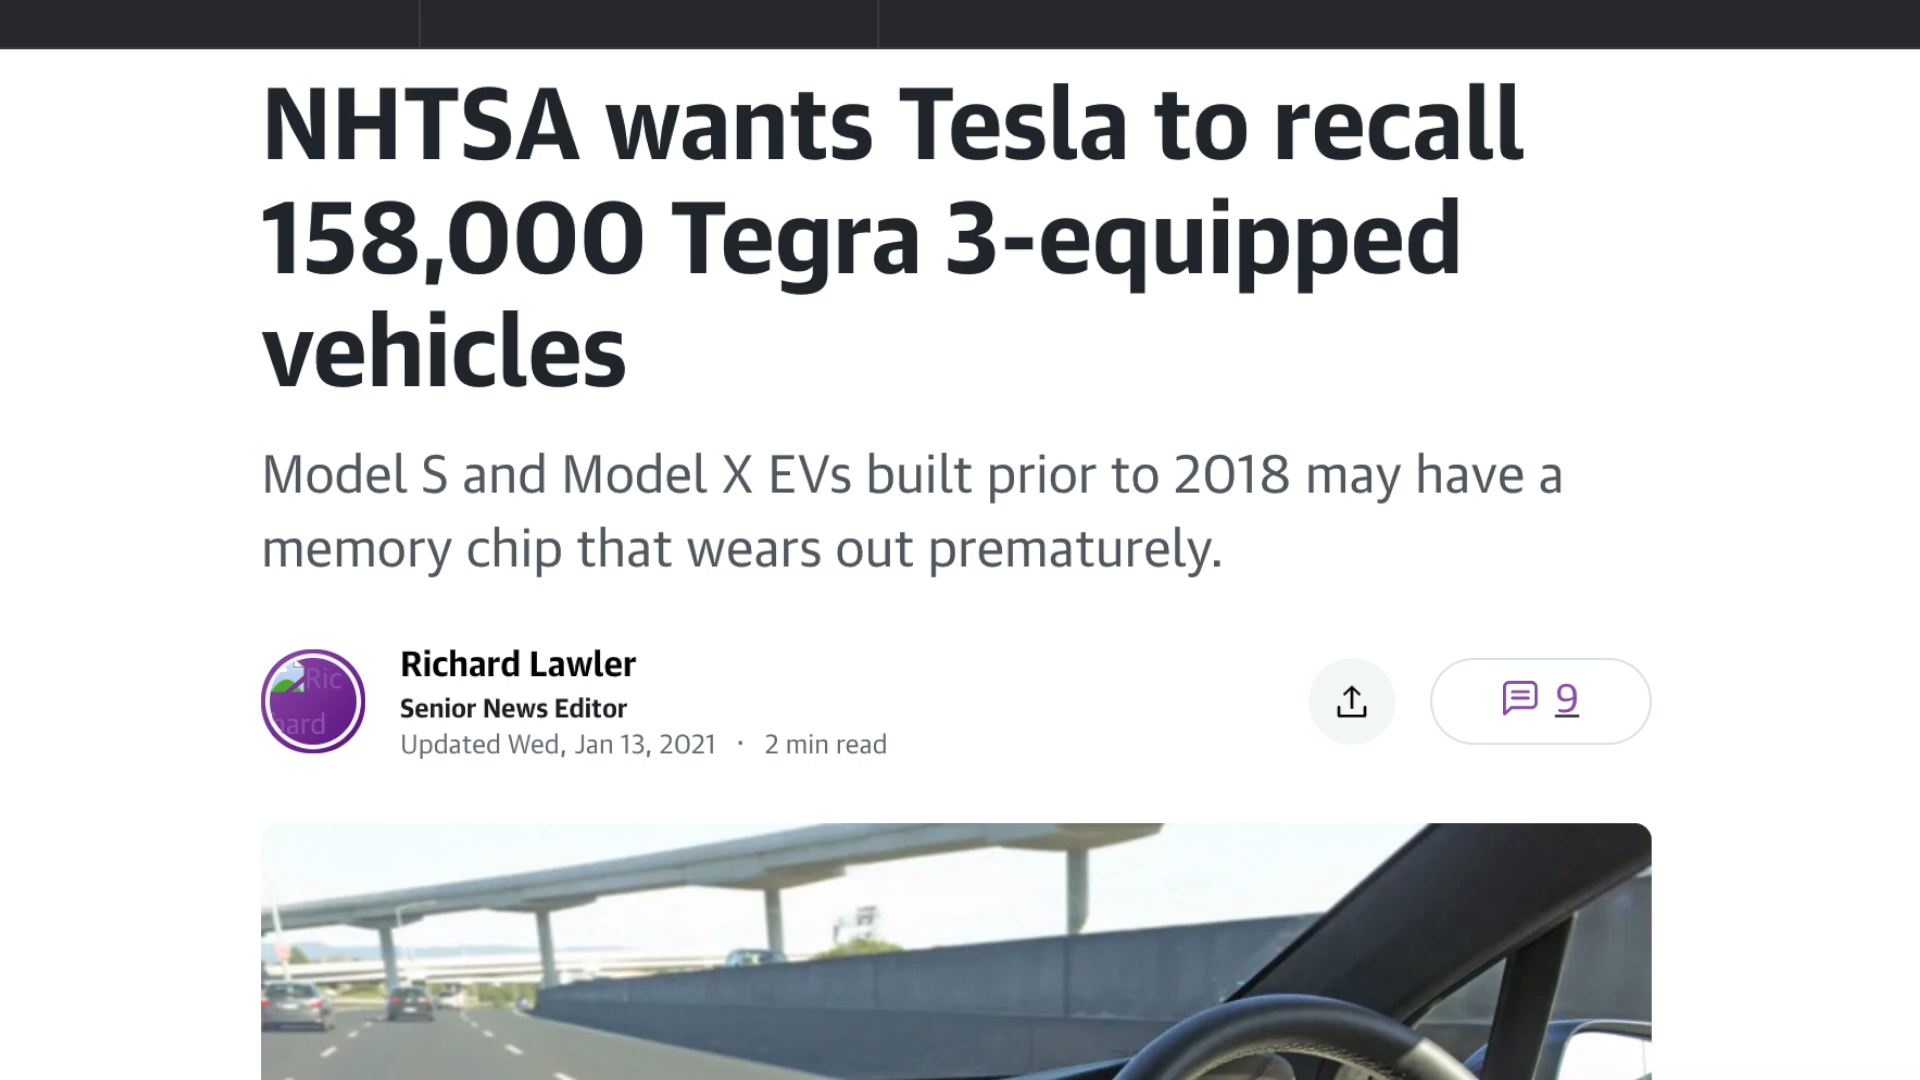 NHTSA wants Tesla to recall
158,000 Tegra 3-equipped
vehicles
Model S and Model X EVs built prior to 2018 may have a
memory chip that wears out prematurely.
Ric
hard
Richard Lawler
Senior News Editor
Updated Wed, Jan 13, 2021 · 2 min read
9